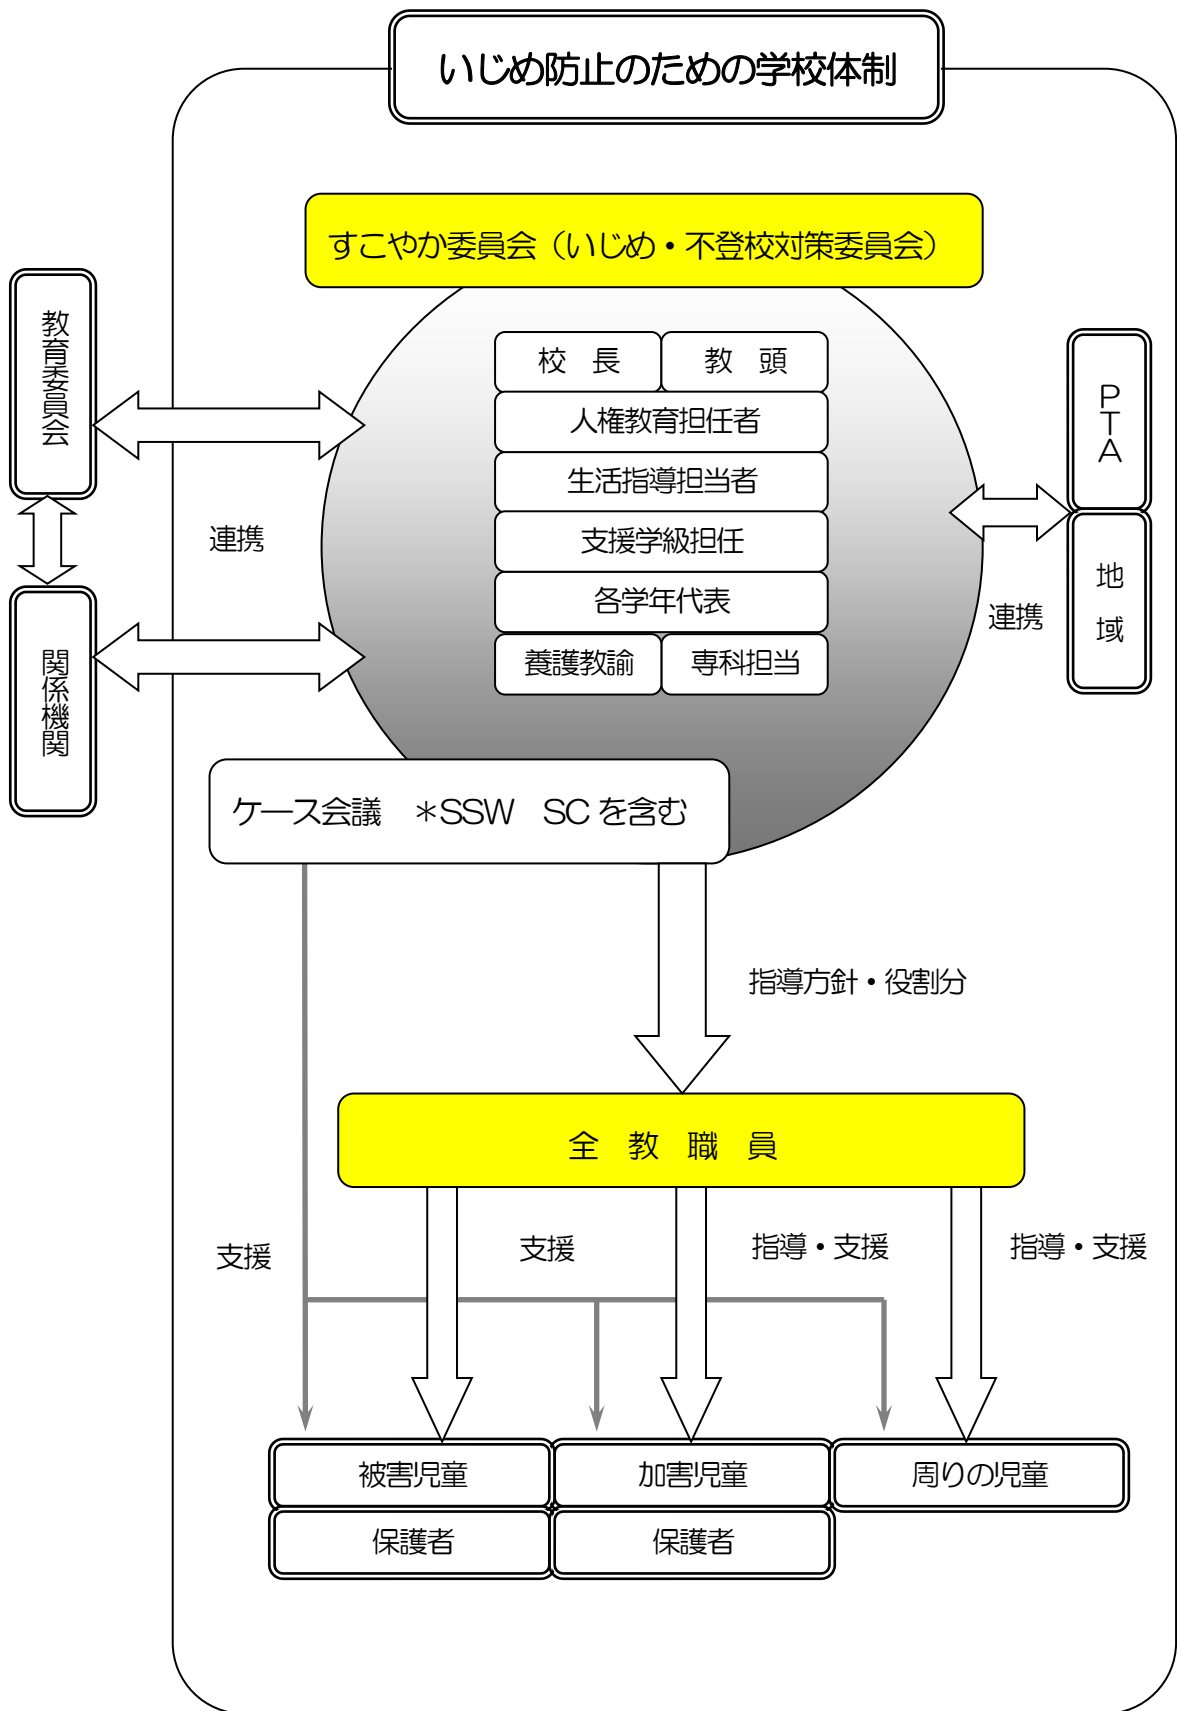 いじめ防止のための学校体制
すこやか委員会（いじめ・不登校対策委員会）
教育委員会
関係機関
連携
校　長
教　頭
人権教育担任者
生活指導担当者
支援学級担任
各学年代表
養護教諭
専科担当
PTA
地　域
連携
ケース会議　＊SSW　SC を含む
指導方針・役割分
全　教　職　員
支援
支援
指導・支援
指導・支援
被害児童
加害児童
周りの児童
保護者
保護者